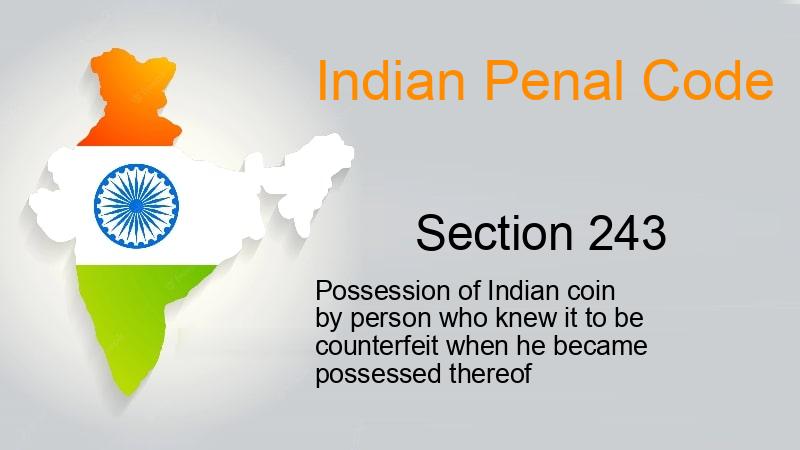 Indian Penal Code
Section 243
Possession of Indian coin
by person who knew it to be
counterfeit when he became
possessed thereof